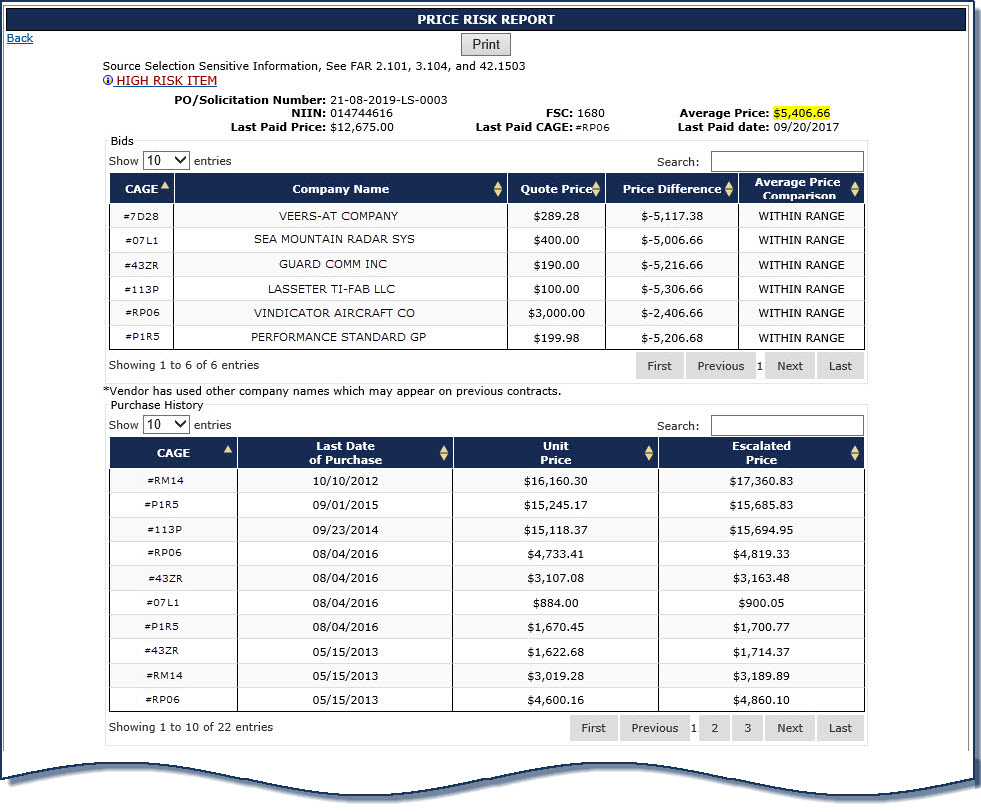 PRICE RISK REPORT
Back
Print
Source Selection Sensitive Information, See FAR 2.101, 3.104, and 42.1503
HIGH RISK ITEM
PO/Solicitation Number: 21-08-2019-LS-0003
NIIN: 014744616 FSC: 1680 Average Price: $5,406.66
Last Paid Price: $12,675.00 Last Paid CAGE: #RP06 Last Paid date: 09/20/2017
Bids
Show 10 entries Search:
CAGE Company Name Quote Price Price Difference Average Price Comparison
#7D28 VEERS-AT COMPANY $289.28 $-5,117.38 WITHIN RANGE
#07L1 SEA MOUNTAIN RADAR SYS $400.00 $-5,006.66 WITHIN RANGE
#43ZR GUARD COMM INC $190.00 $-5,216.66 WITHIN RANGE
#113P LASSETER TI-FAB LLC $100.00 $-5,306.66 WITHIN RANGE
#RP06 VINDICATOR AIRCRAFT CO $3,000.00 $-2,406.66 WITHIN RANGE
#P1R5 PERFORMANCE STANDARD GP $199.98 $-5,206.68 WITHIN RANGE
Showing 1 to 6 of 6 entries First Previous 1 Next Last
*Vendor has used other company names which may appear on previous contracts.
Purchase History
Show 10 entries Search:
CAGE Last Date of Purchase Unit Price Escalated Price
#RM14 10/10/2012 $16,160.30 $17,360.83
#P1R5 09/01/2015 $15,245.17 $15,685.83
#113P 09/23/2014 $15,118.37 $15,694.95
#RP06 08/04/2016 $4,733.41 $4,819.33
#43ZR 08/04/2016 $3,107.08 $3,163.48
#07L1 08/04/2016 $884.00 $900.05
#P1R5 08/04/2016 $1,670.45 $1,700.77
#43ZR 05/15/2013 $1,622.68 $1,714.37
#RM14 05/15/2013 $3,019.28 $3,189.89
#RP06 05/15/2013 $4,600.16 $4,860.10
Showing 1 to 10 of 22 entries First Previous 1 2 3 Next Last